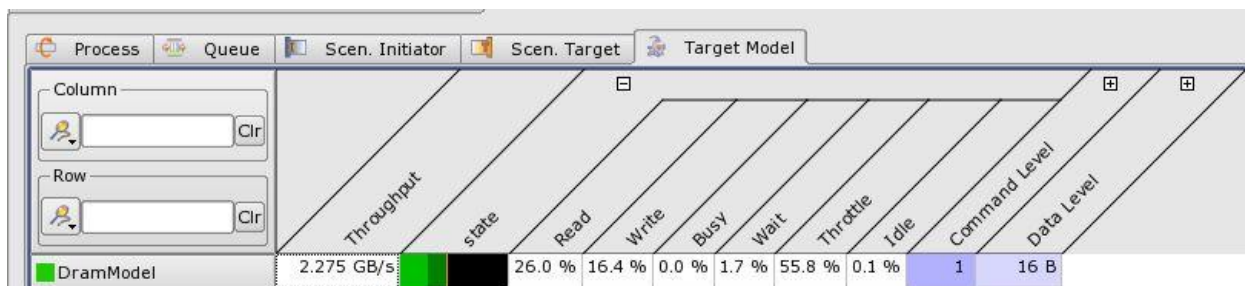 Process Queue Scen. Initiator Scen. Target Target Model
Column
Clr
Row
Clr
Throughput state Read Write Busy Wait Throttle Idle Command Level Data Level
DramModel 2.275 GB/s 26.0 % 16.4 % 0.0 % 1.7 % 55.8 % 0.1 % 1 16 B